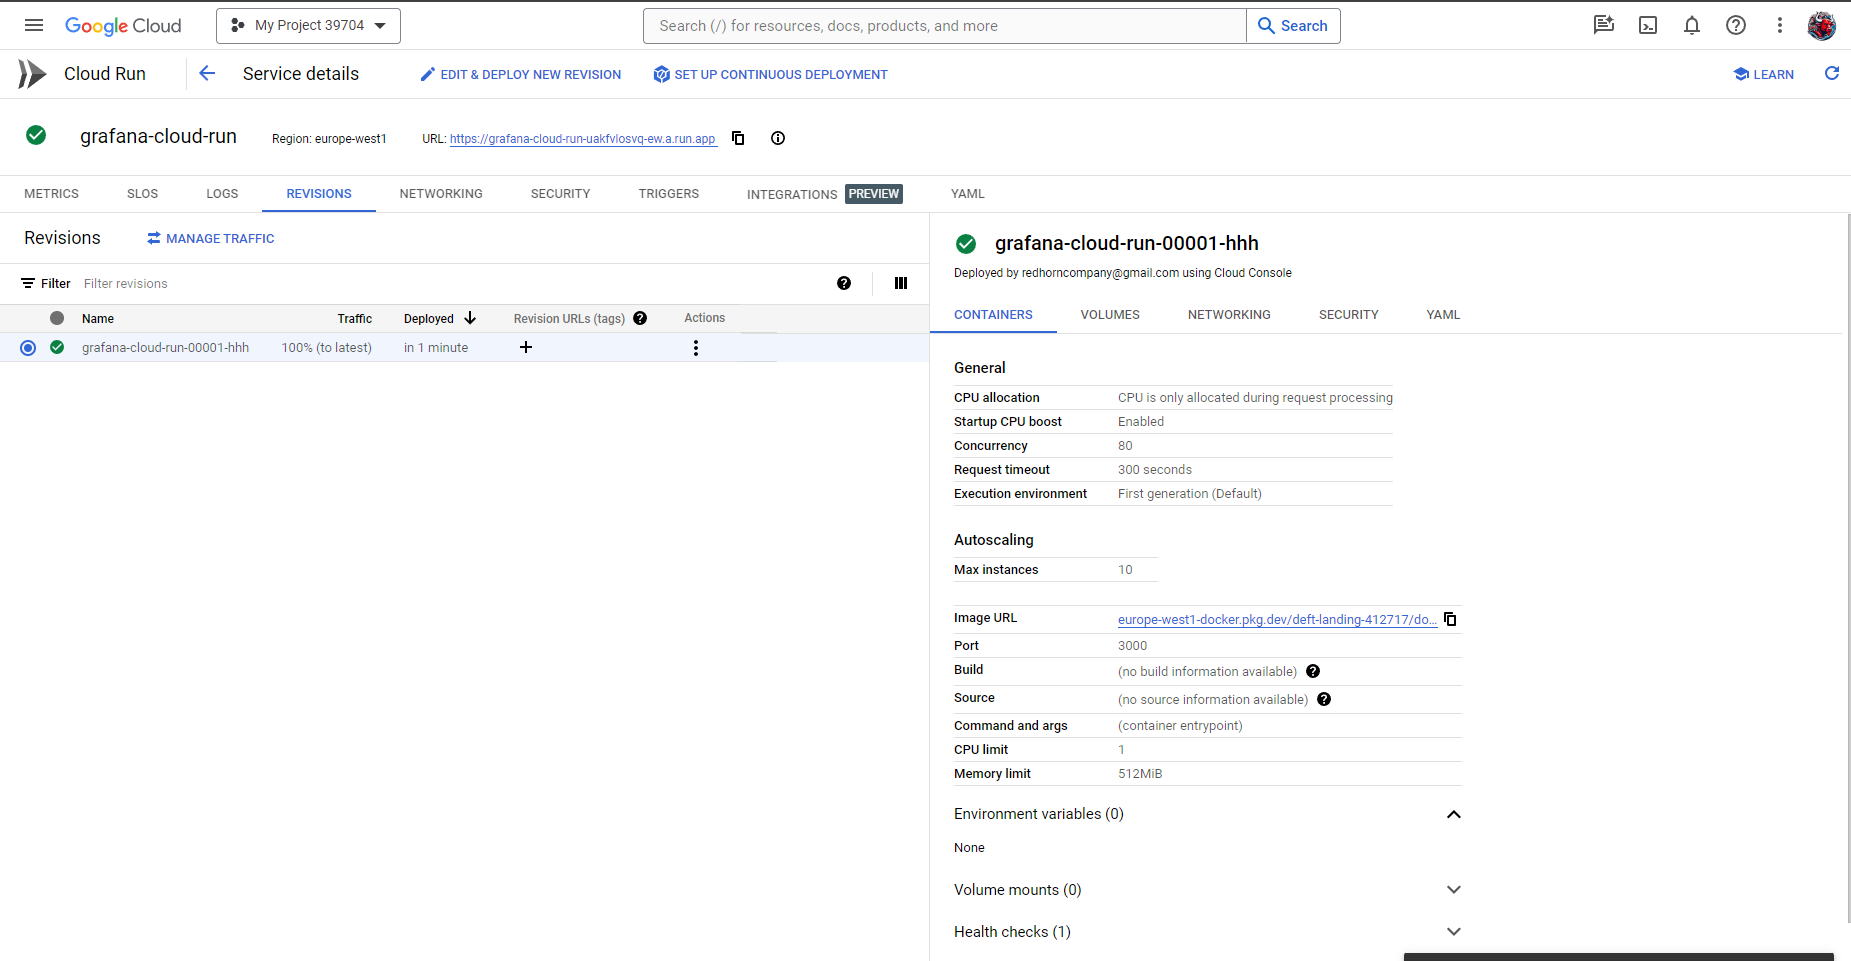 Google Cloud
My Project 39704
Search (/) for resources, docs, products, and more
Search
Cloud Run
Service details
EDIT & DEPLOY NEW REVISION
SET UP CONTINUOUS DEPLOYMENT
LEARN
grafana-cloud-run
Region: europe-west1
URL: https://grafana-cloud-run-uakfvlosvq-ew.a.run.app
METRICS
SLOS
LOGS
REVISIONS
NETWORKING
SECURITY
TRIGGERS
INTEGRATIONS PREVIEW
YAML
Revisions
MANAGE TRAFFIC
Filter Filter revisions
Name Traffic Deployed Revision URLs (tags) Actions
grafana-cloud-run-00001-hhh 100% (to latest) in 1 minute
grafana-cloud-run-00001-hhh
Deployed by redhorncompany@gmail.com using Cloud Console
CONTAINERS
VOLUMES
NETWORKING
SECURITY
YAML
General
CPU allocation CPU is only allocated during request processing
Startup CPU boost Enabled
Concurrency 80
Request timeout 300 seconds
Execution environment First generation (Default)
Autoscaling
Max instances 10
Image URL europe-west1-docker.pkg.dev/deft-landing-412717/do...
Port 3000
Build (no build information available)
Source (no source information available)
Command and args (container entrypoint)
CPU limit 1
Memory limit 512MiB
Environment variables (0)
None
Volume mounts (0)
Health checks (1)